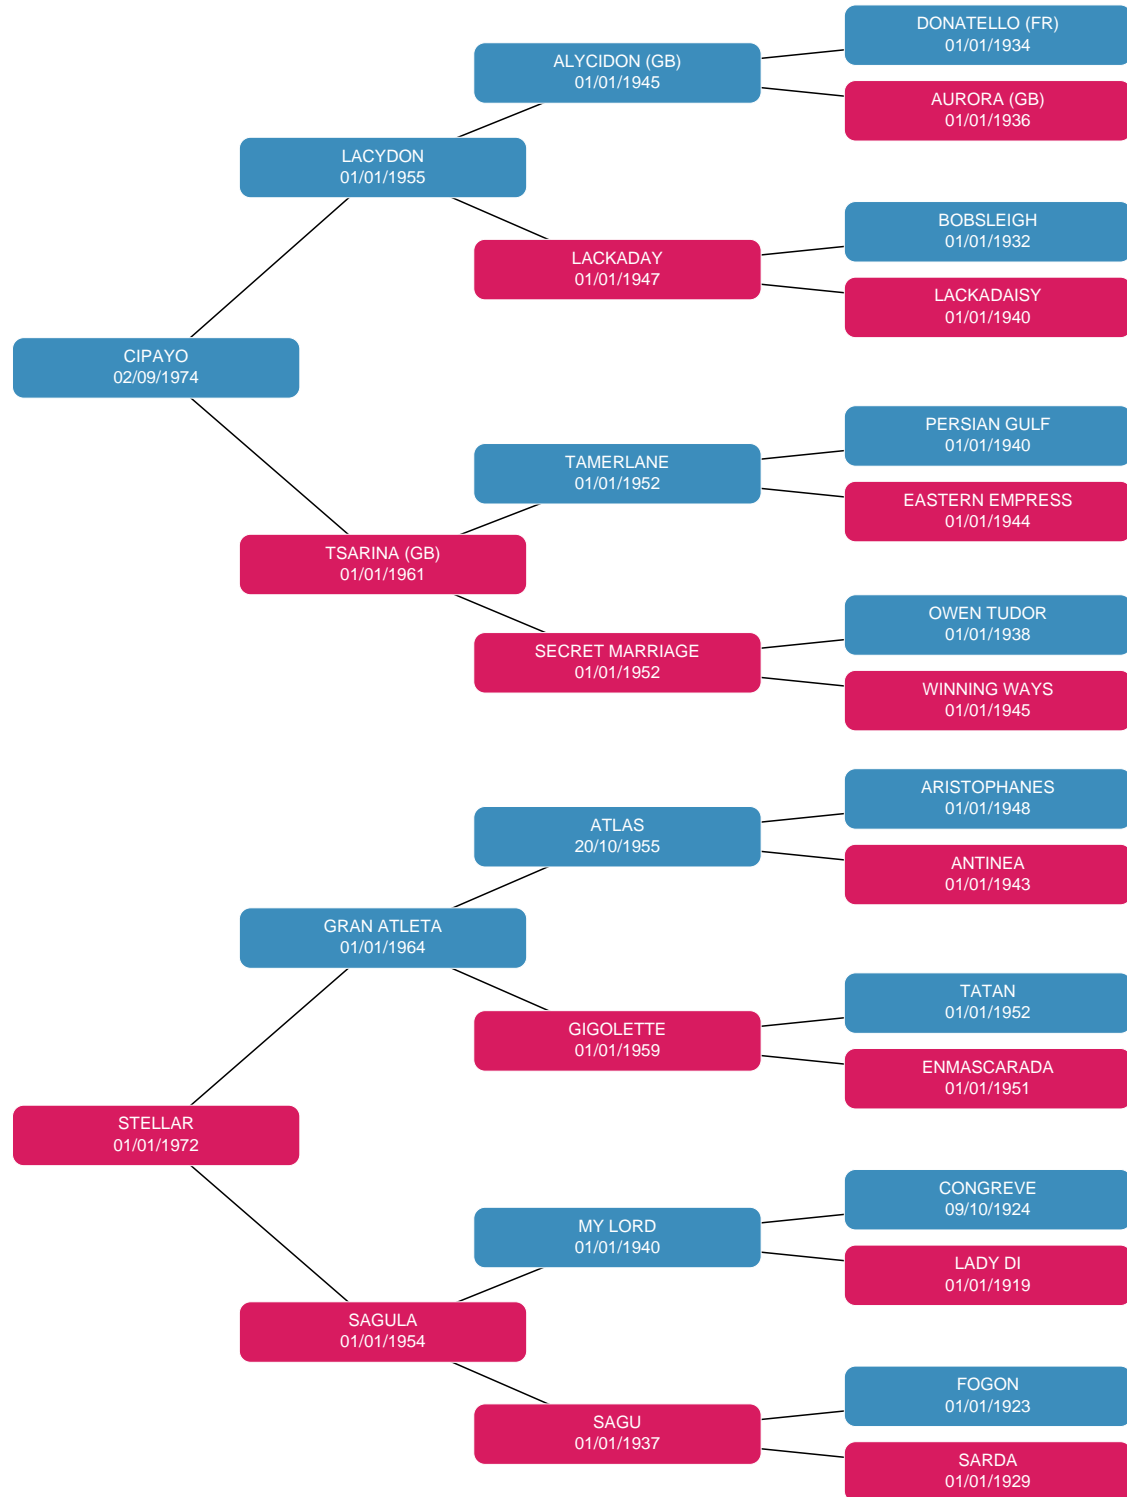 DONATELLO (FR)
01/01/1934
ALYCIDON (GB)
01/01/1945
AURORA (GB)
01/01/1936
LACYDON
01/01/1955
BOBSLEIGH
01/01/1932
LACKADAY
01/01/1947
LACKADAISY
01/01/1940
CIPAYO
02/09/1974
PERSIAN GULF
01/01/1940
TAMERLANE
01/01/1952
EASTERN EMPRESS
01/01/1944
TSARINA (GB)
01/01/1961
OWEN TUDOR
01/01/1938
SECRET MARRIAGE
01/01/1952
WINNING WAYS
01/01/1945
ARISTOPHANES
01/01/1948
ATLAS
20/10/1955
ANTINEA
01/01/1943
GRAN ATLETA
01/01/1964
TATAN
01/01/1952
GIGOLETTE
01/01/1959
ENMASCARADA
01/01/1951
STELLAR
01/01/1972
CONGREVE
09/10/1924
MY LORD
01/01/1940
LADY DI
01/01/1919
SAGULA
01/01/1954
FOGON
01/01/1923
SAGU
01/01/1937
SARDA
01/01/1929